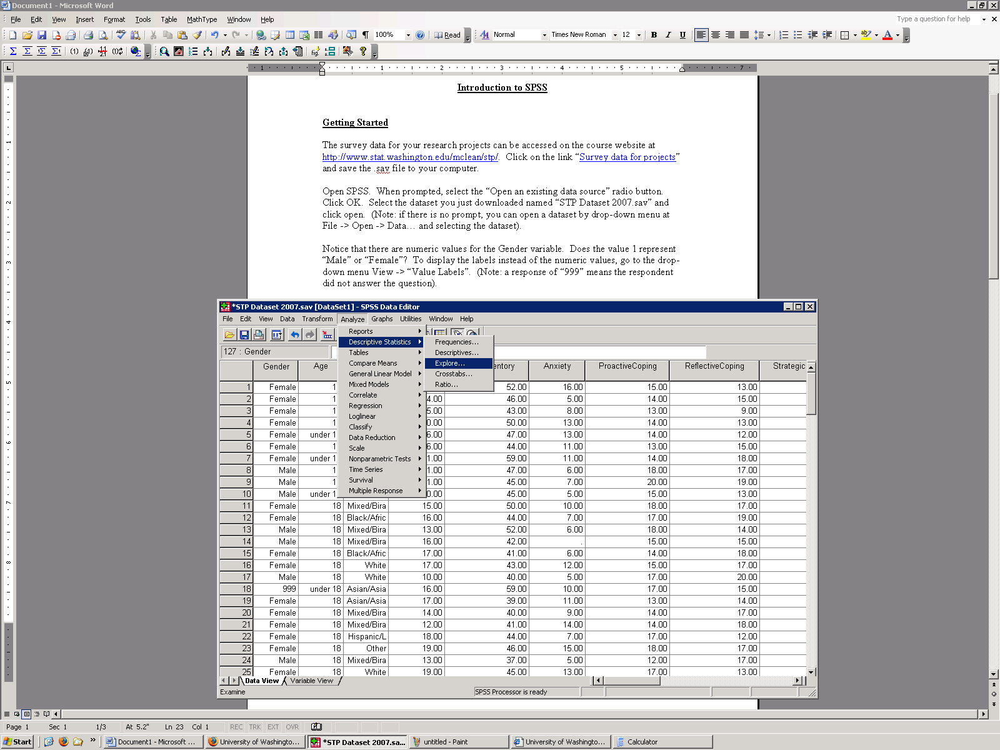 Document1 - Microsoft Word
File Edit View Insert Format Tools Table MathType Window Help Type a question for help
100% Read Normal Times New Roman 12 B I U
Introduction to SPSS
Getting Started
The survey data for your research projects can be accessed on the course website at
http://www.stat.washington.edu/mclean/stp/. Click on the link “Survey data for projects”
and save the .sav file to your computer.
Open SPSS. When prompted, select the “Open an existing data source” radio button.
Click OK. Select the dataset you just downloaded named “STP Dataset 2007.sav” and
click open. (Note: if there is no prompt, you can open a dataset by drop-down menu at
File -> Open -> Data… and selecting the dataset).
Notice that there are numeric values for the Gender variable. Does the value 1 represent
“Male” or “Female”? To display the labels instead of the numeric values, go to the drop-
down menu View -> “Value Labels”. (Note: a response of “999” means the respondent
did not answer the question).
*STP Dataset 2007.sav [DataSet1] - SPSS Data Editor
File Edit View Data Transform Analyze Graphs Utilities Window Help
127 : Gender
Reports
Descriptive Statistics
Tables
Compare Means
General Linear Model
Mixed Models
Correlate
Regression
Loglinear
Classify
Data Reduction
Scale
Nonparametric Tests
Time Series
Survival
Multiple Response
Frequencies...
Descriptives...
Explore...
Crosstabs...
Ratio...
Gender Age entory Anxiety ProactiveCoping ReflectiveCoping Strategic
1 Female 1 52.00 16.00 15.00 13.00
2 Female 1 4.00 46.00 5.00 14.00 15.00
3 Female 1 5.00 43.00 8.00 13.00 9.00
4 Female 1 0.00 50.00 13.00 14.00 13.00
5 Female under 1 6.00 47.00 13.00 14.00 12.00
6 Female 1 6.00 44.00 11.00 13.00 15.00
7 Female under 1 1.00 59.00 11.00 14.00 18.00
8 Male 1 1.00 47.00 6.00 18.00 17.00
9 Male 1 1.00 45.00 7.00 20.00 19.00
10 Male under 1 0.00 45.00 5.00 15.00 13.00
11 Female 18 Mixed/Bira 15.00 50.00 10.00 18.00 17.00
12 Female 18 Black/Afric 16.00 44.00 7.00 17.00 19.00
13 Male 18 Mixed/Bira 13.00 52.00 6.00 18.00 14.00
14 Male 18 Mixed/Bira 16.00 42.00 . 15.00 15.00
15 Female 18 Black/Afric 17.00 41.00 6.00 14.00 18.00
16 Female 18 White 17.00 43.00 12.00 15.00 17.00
17 Male 18 White 10.00 40.00 5.00 17.00 20.00
18 999 under 18 Asian/Asia 16.00 59.00 10.00 17.00 15.00
19 Female 18 Asian/Asia 17.00 39.00 11.00 13.00 14.00
20 Female 18 Mixed/Bira 14.00 40.00 9.00 14.00 17.00
21 Female 18 Mixed/Bira 12.00 41.00 14.00 14.00 18.00
22 Female 18 Hispanic/L 18.00 44.00 7.00 17.00 12.00
23 Female 18 Other 19.00 46.00 15.00 18.00 17.00
24 Male 18 Mixed/Bira 13.00 37.00 5.00 12.00 17.00
25 Female 18 White 19.00 45.00 13.00 17.00 13.00
Data View Variable View
Examine SPSS Processor is ready
Page 1 Sec 1 1/3 At 5.2" Ln 23 Col 1 REC TRK EXT OVR
Start Document1 - Microsoft ... University of Washingto... *STP Dataset 2007.sa... untitled - Paint University of Washingto... Calculator